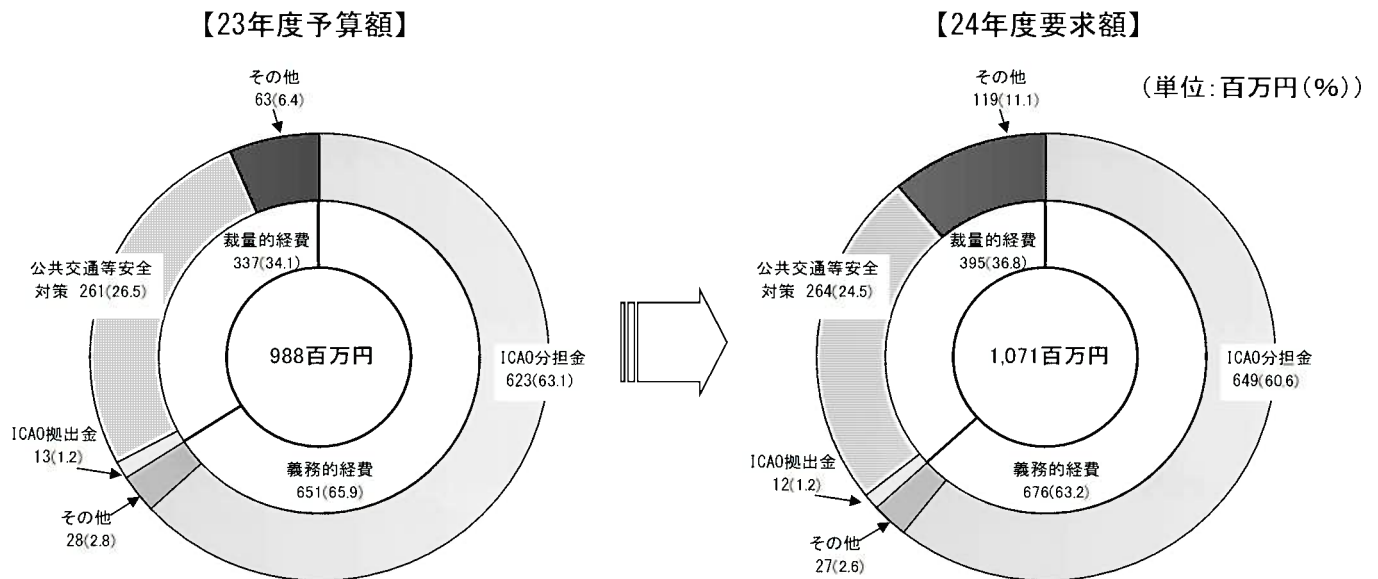 【23年度予算額】
その他
63(6.4)
裁量的経費
337(34.1)
公共交通等安全
対策 261(26.5)
988百万円
ICAO分担金
623(63.1)
ICAO拠出金
13(1.2)
義務的経費
651(65.9)
その他
28(2.8)
【24年度要求額】
(単位:百万円(%))
その他
119(11.1)
裁量的経費
395(36.8)
公共交通等安全
対策 264(24.5)
1,071百万円
ICAO分担金
649(60.6)
ICAO拠出金
12(1.2)
義務的経費
676(63.2)
その他
27(2.6)